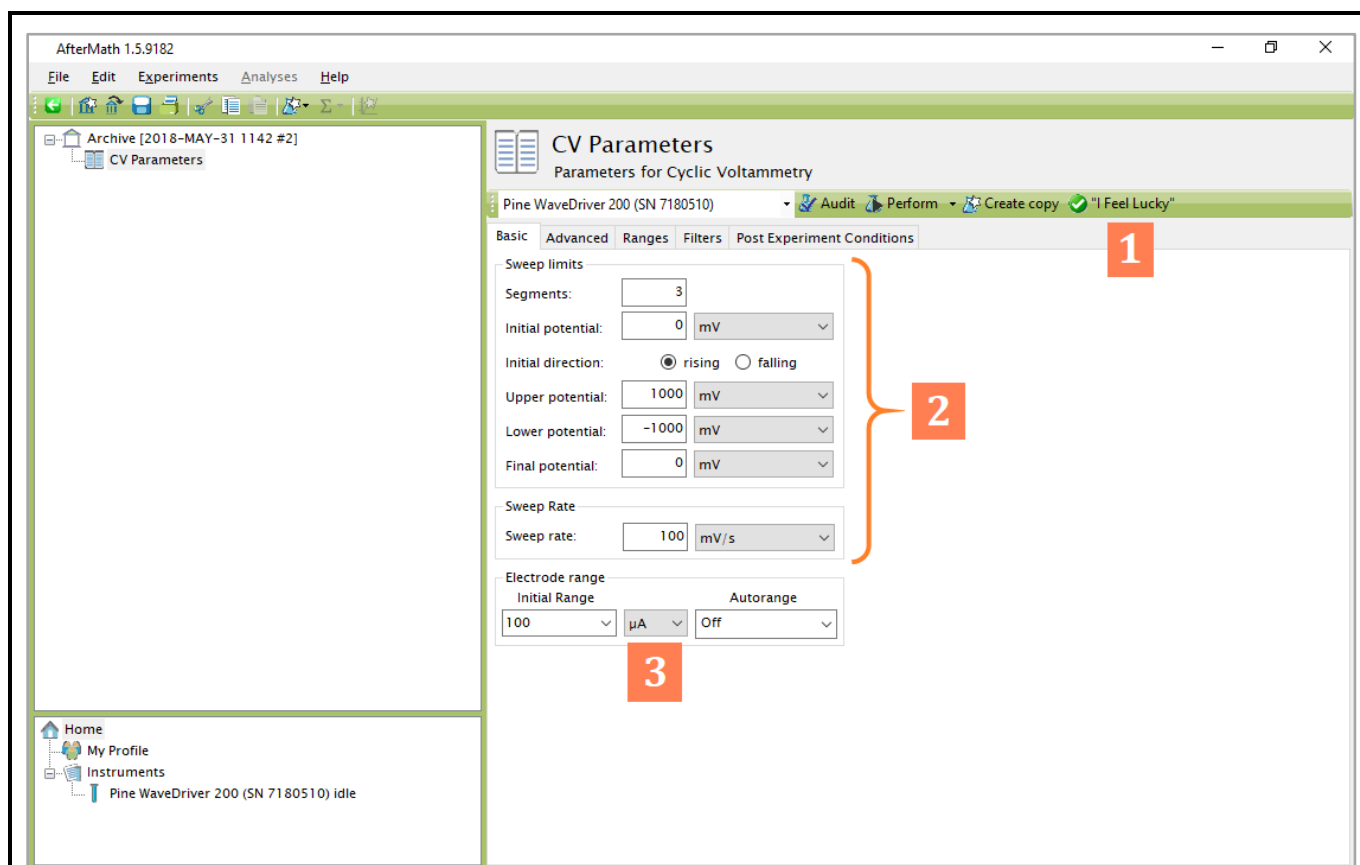 AfterMath 1.5.9182
File Edit Experiments Analyses Help
Archive [2018-MAY-31 1142 #2]
CV Parameters
CV Parameters
Parameters for Cyclic Voltammetry
Pine WaveDriver 200 (SN 7180510) Audit Perform Create copy "I Feel Lucky"
1
Basic Advanced Ranges Filters Post Experiment Conditions
Sweep limits
Segments: 3
Initial potential: 0 mV
Initial direction: rising falling
Upper potential: 1000 mV
Lower potential: -1000 mV
Final potential: 0 mV
2
Sweep Rate
Sweep rate: 100 mV/s
Electrode range
Initial Range Autorange
100 µA Off
3
Home
My Profile
Instruments
Pine WaveDriver 200 (SN 7180510) idle